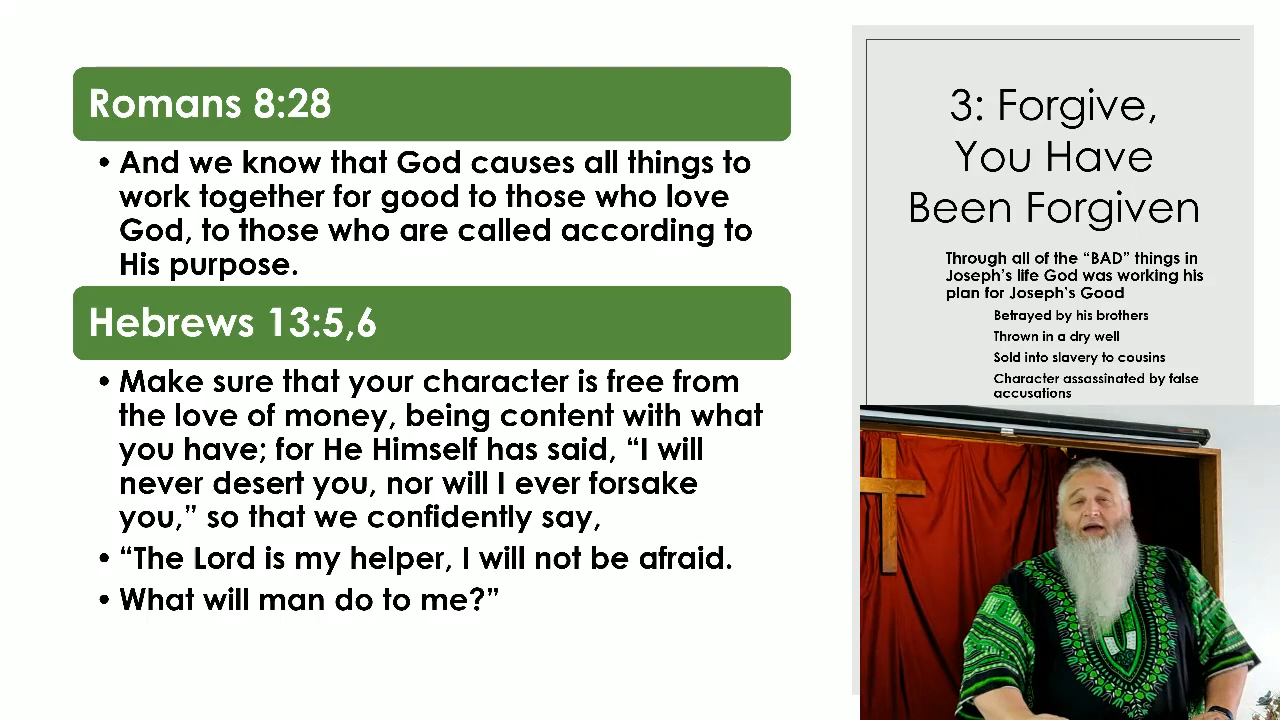 Romans 8:28
• And we know that God causes all things to
work together for good to those who love
God, to those who are called according to
His purpose.
Hebrews 13:5,6
• Make sure that your character is free from
the love of money, being content with what
you have; for He Himself has said, “I will
never desert you, nor will I ever forsake
you,” so that we confidently say,
• “The Lord is my helper, I will not be afraid.
• What will man do to me?”
3: Forgive,
You Have
Been Forgiven
Through all of the “BAD” things in
Joseph’s life God was working his
plan for Joseph’s Good
Betrayed by his brothers
Thrown in a dry well
Sold into slavery to cousins
Character assassinated by false
accusations